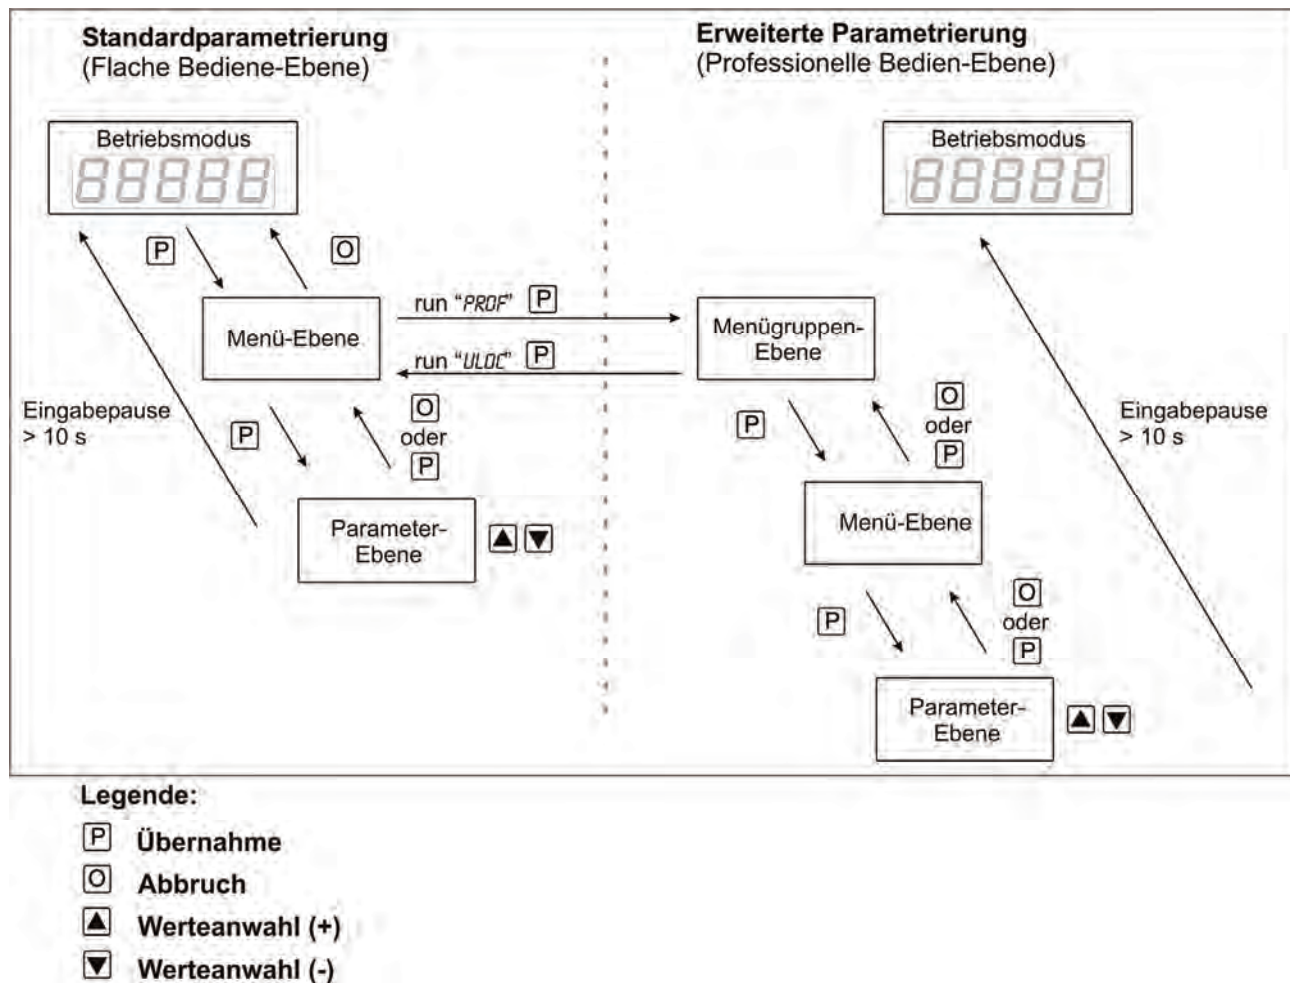 Standardparametrierung
(Flache Bediene-Ebene)
Betriebsmodus
88888
P
O
Menü-Ebene
Eingabepause
> 10 s
P
O
oder
P
Parameter-
Ebene
▲ ▼
run "PROF" P
run "ULOC" P
Erweiterte Parametrierung
(Professionelle Bedien-Ebene)
Betriebsmodus
88888
Menügruppen-
Ebene
P
O
oder
P
Menü-Ebene
Eingabepause
> 10 s
P
O
oder
P
Parameter-
Ebene
▲ ▼
Legende:
P Übernahme
O Abbruch
▲ Werteanwahl (+)
▼ Werteanwahl (-)